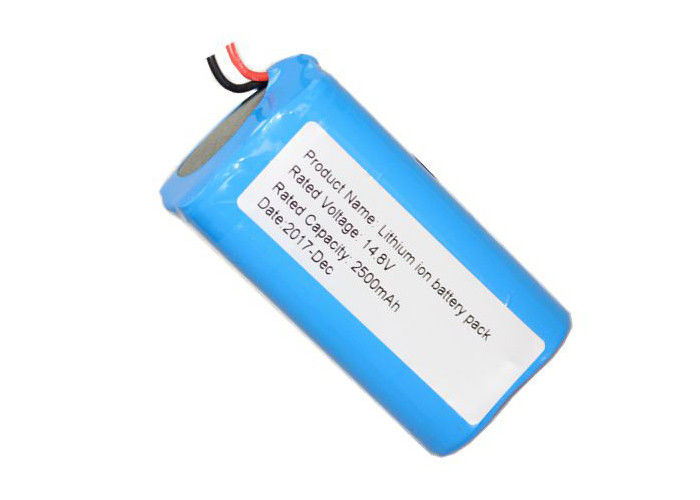 Product Name: Lithium ion battery pack
Rated Voltage: 14.8V
Rated Capacity: 2500mAh
Date:2017-Dec